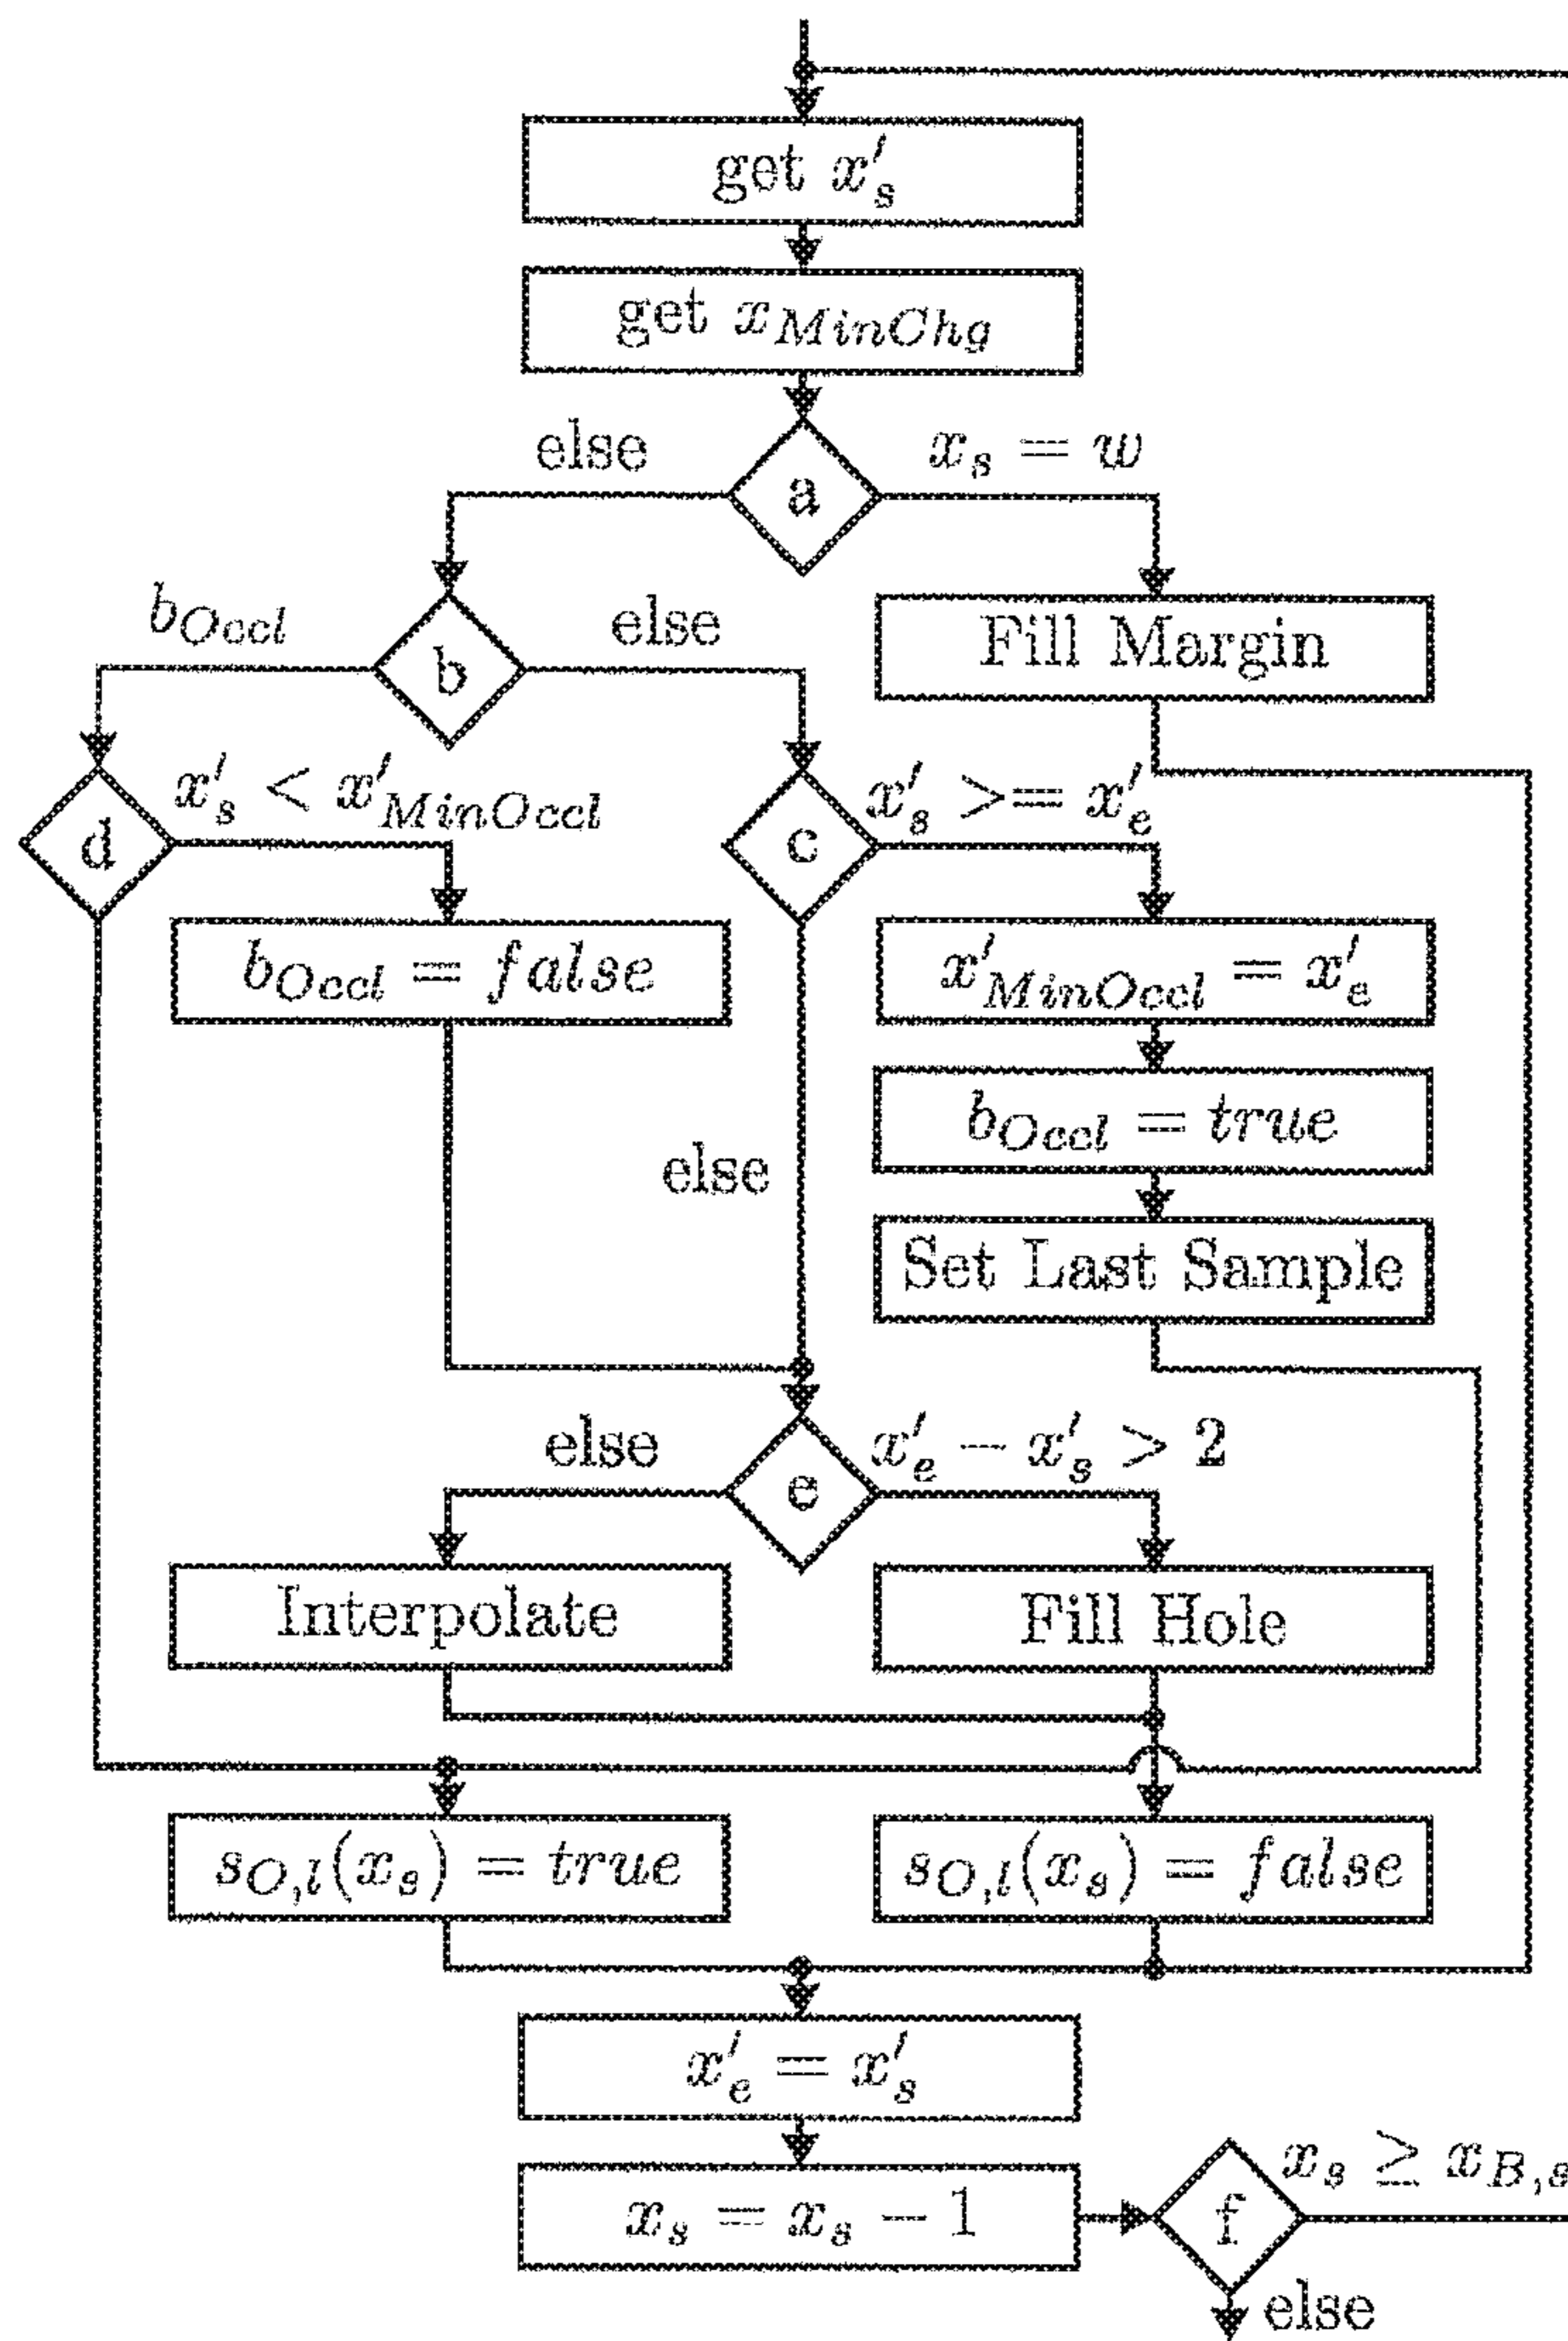 get x′_s
get x_MinChg
else
x_s = w
a
b_Occl
else
b
Fill Margin
x′_s < x′_MinOccl
x′_s >= x′_e
d
c
b_Occl = false
x′_MinOccl = x′_e
b_Occl = true
else
Set Last Sample
else
x′_e − x′_s > 2
e
Interpolate
Fill Hole
s_O,l(x_s) = true
s_O,l(x_s) = false
x′_e = x′_s
x_s ≥ x_B,s
x_s = x_s − 1
f
else